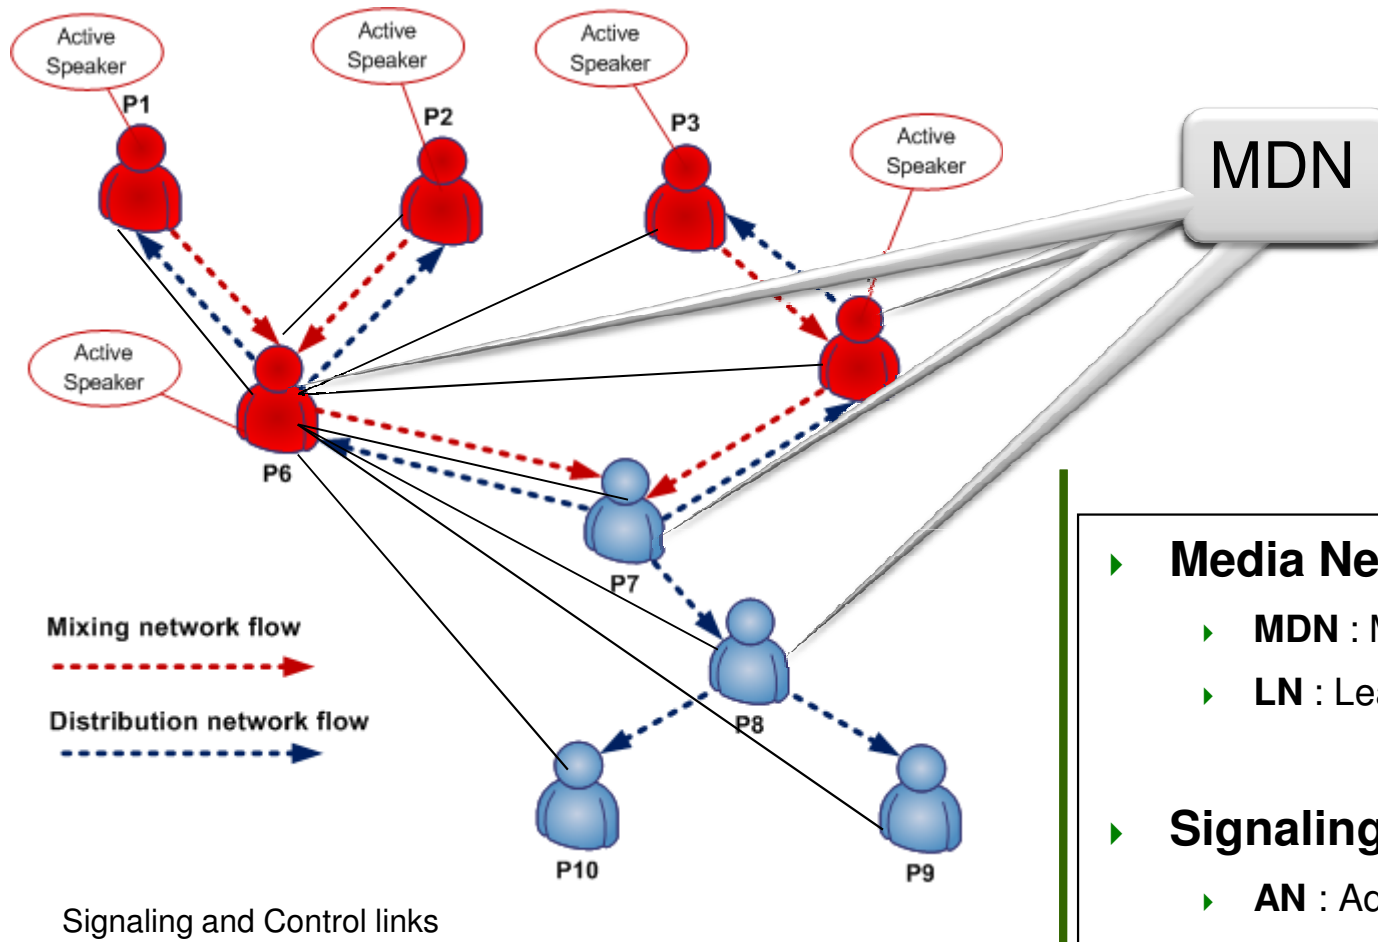 Active
Speaker
Active
Speaker
Active
Speaker
P1
P2
P3
Active
Speaker
MDN
Active
Speaker
P6
P7
Media Ne
MDN : M
LN : Lea
Mixing network flow
Distribution network flow
P8
P10
P9
Signaling
AN : Ac
Signaling and Control links